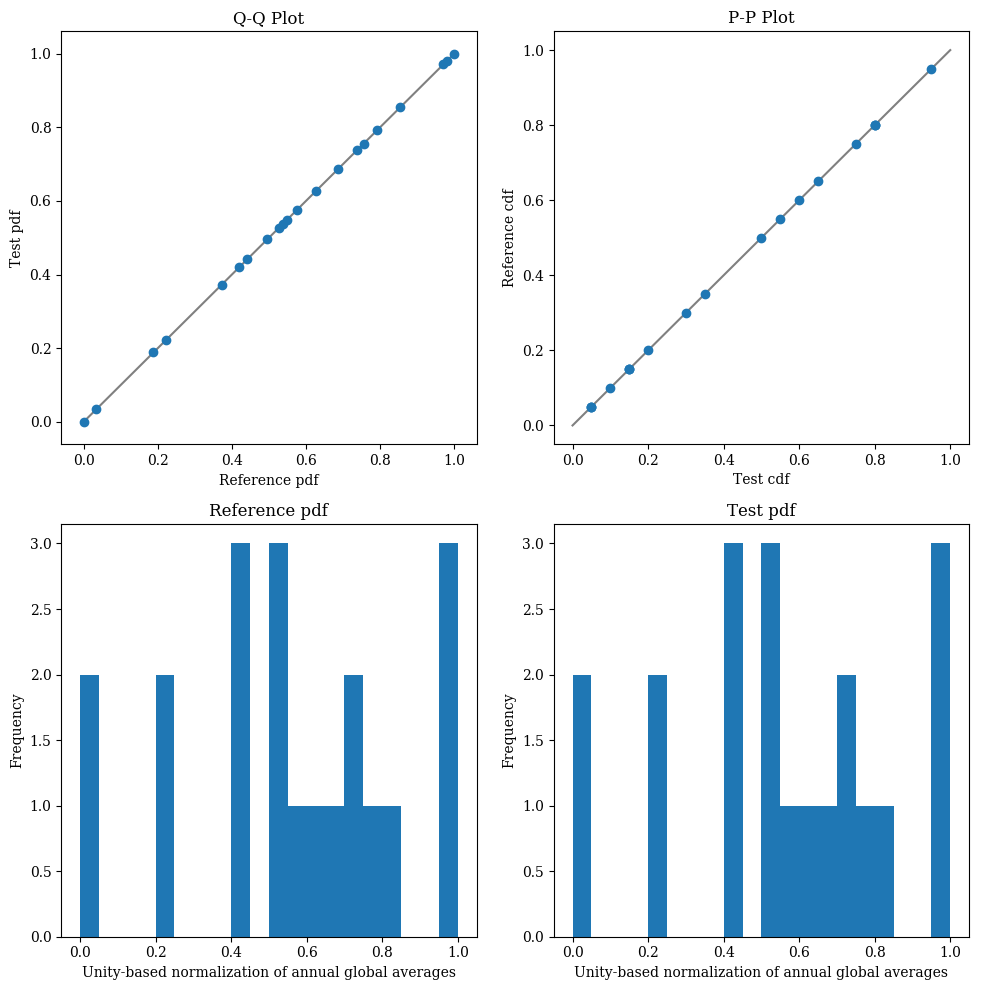 Q-Q Plot
1.0
0.8
0.6
0.4
0.2
0.0
Test pdf
0.0 0.2 0.4 0.6 0.8 1.0
Reference pdf
P-P Plot
1.0
0.8
0.6
0.4
0.2
0.0
Reference cdf
0.0 0.2 0.4 0.6 0.8 1.0
Test cdf
Reference pdf
3.0
2.5
2.0
1.5
1.0
0.5
0.0
Frequency
0.0 0.2 0.4 0.6 0.8 1.0
Unity-based normalization of annual global averages
Test pdf
3.0
2.5
2.0
1.5
1.0
0.5
0.0
Frequency
0.0 0.2 0.4 0.6 0.8 1.0
Unity-based normalization of annual global averages